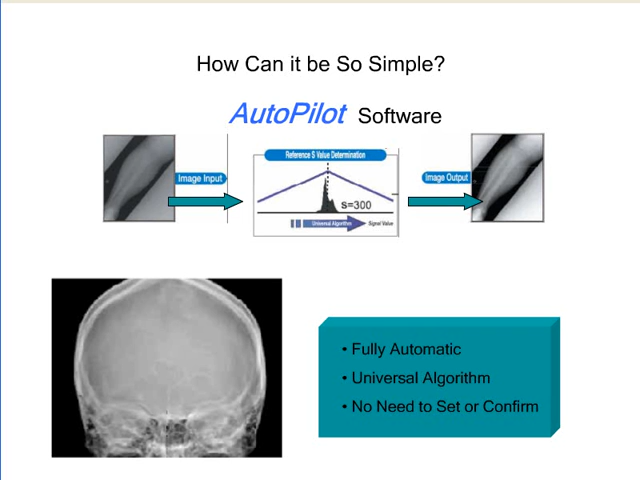 How Can it be So Simple?
AutoPilot Software
Reference S Value Determination
Image Input
Image Output
s=300
Universal Algorithm
Signal Value
• Fully Automatic
• Universal Algorithm
• No Need to Set or Confirm